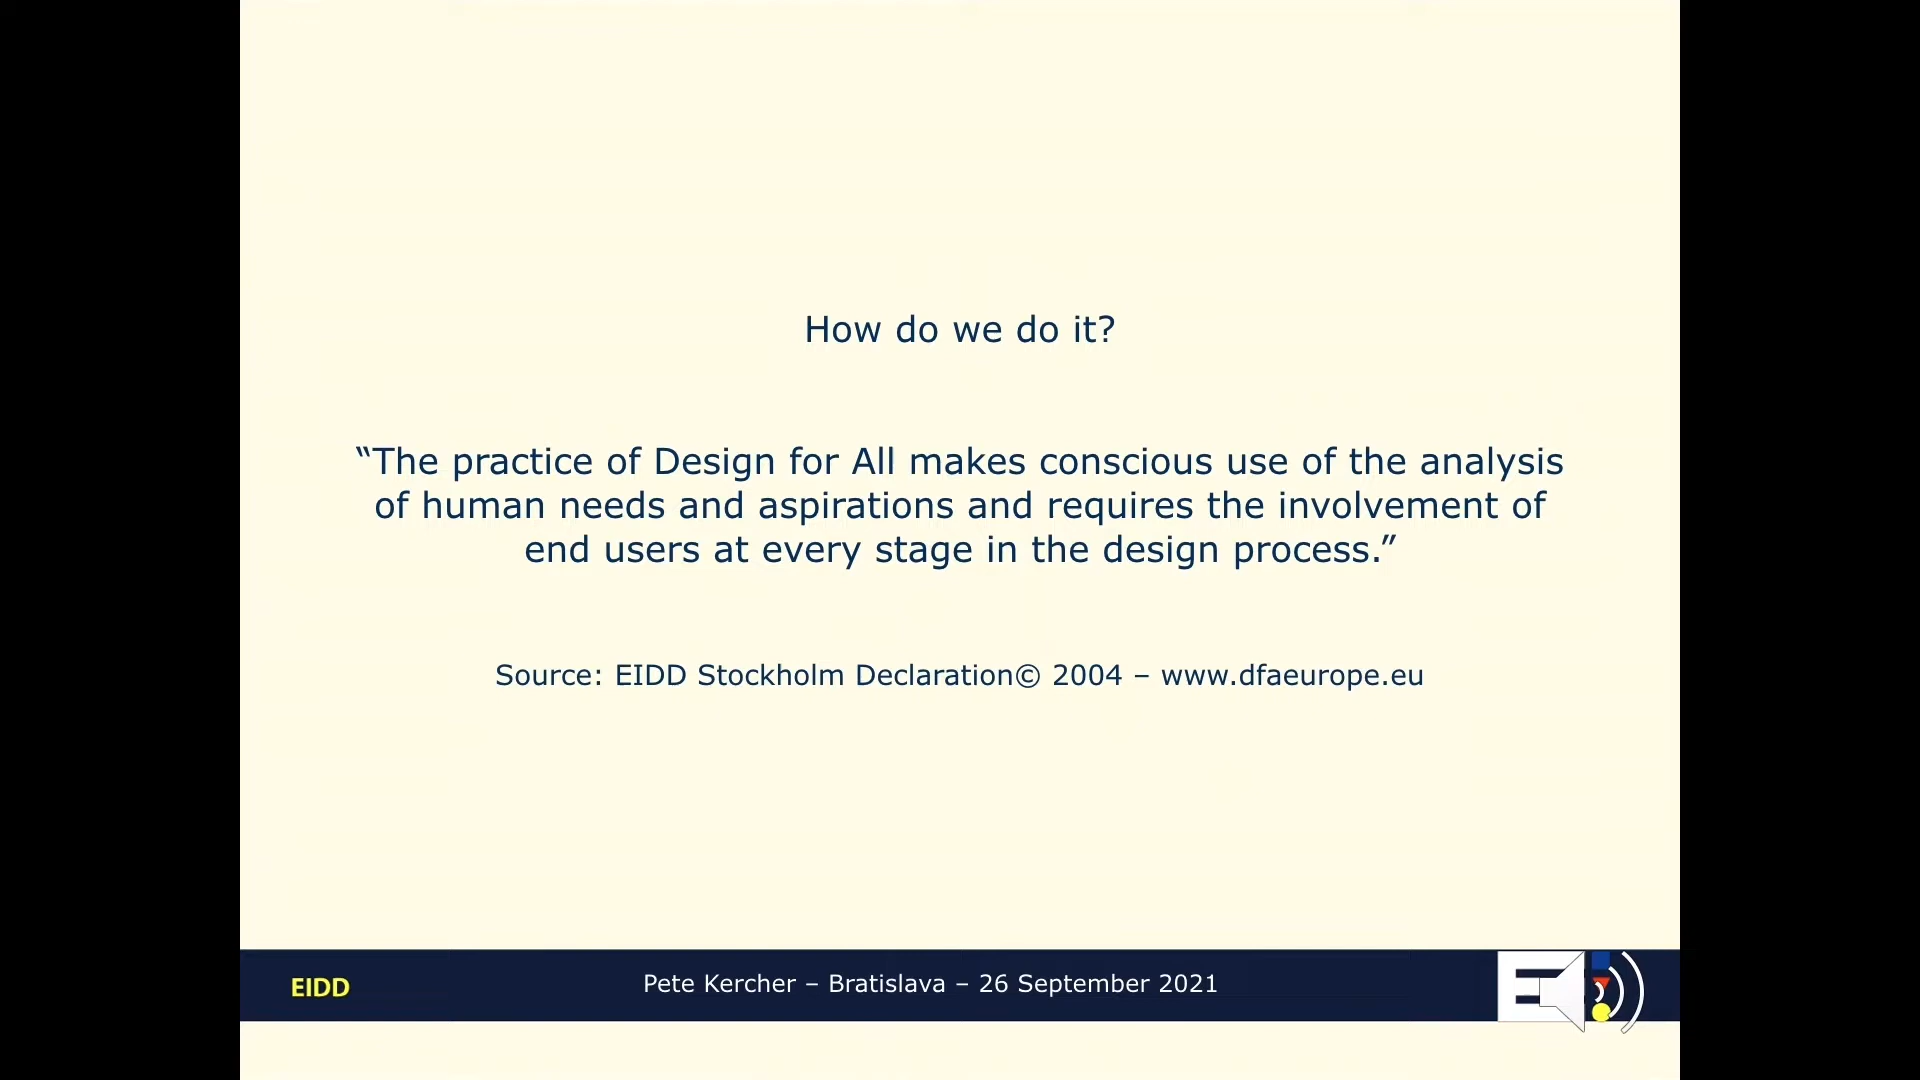 How do we do it?
“The practice of Design for All makes conscious use of the analysis
of human needs and aspirations and requires the involvement of
end users at every stage in the design process.”
Source: EIDD Stockholm Declaration© 2004 – www.dfaeurope.eu
EIDD
Pete Kercher – Bratislava – 26 September 2021